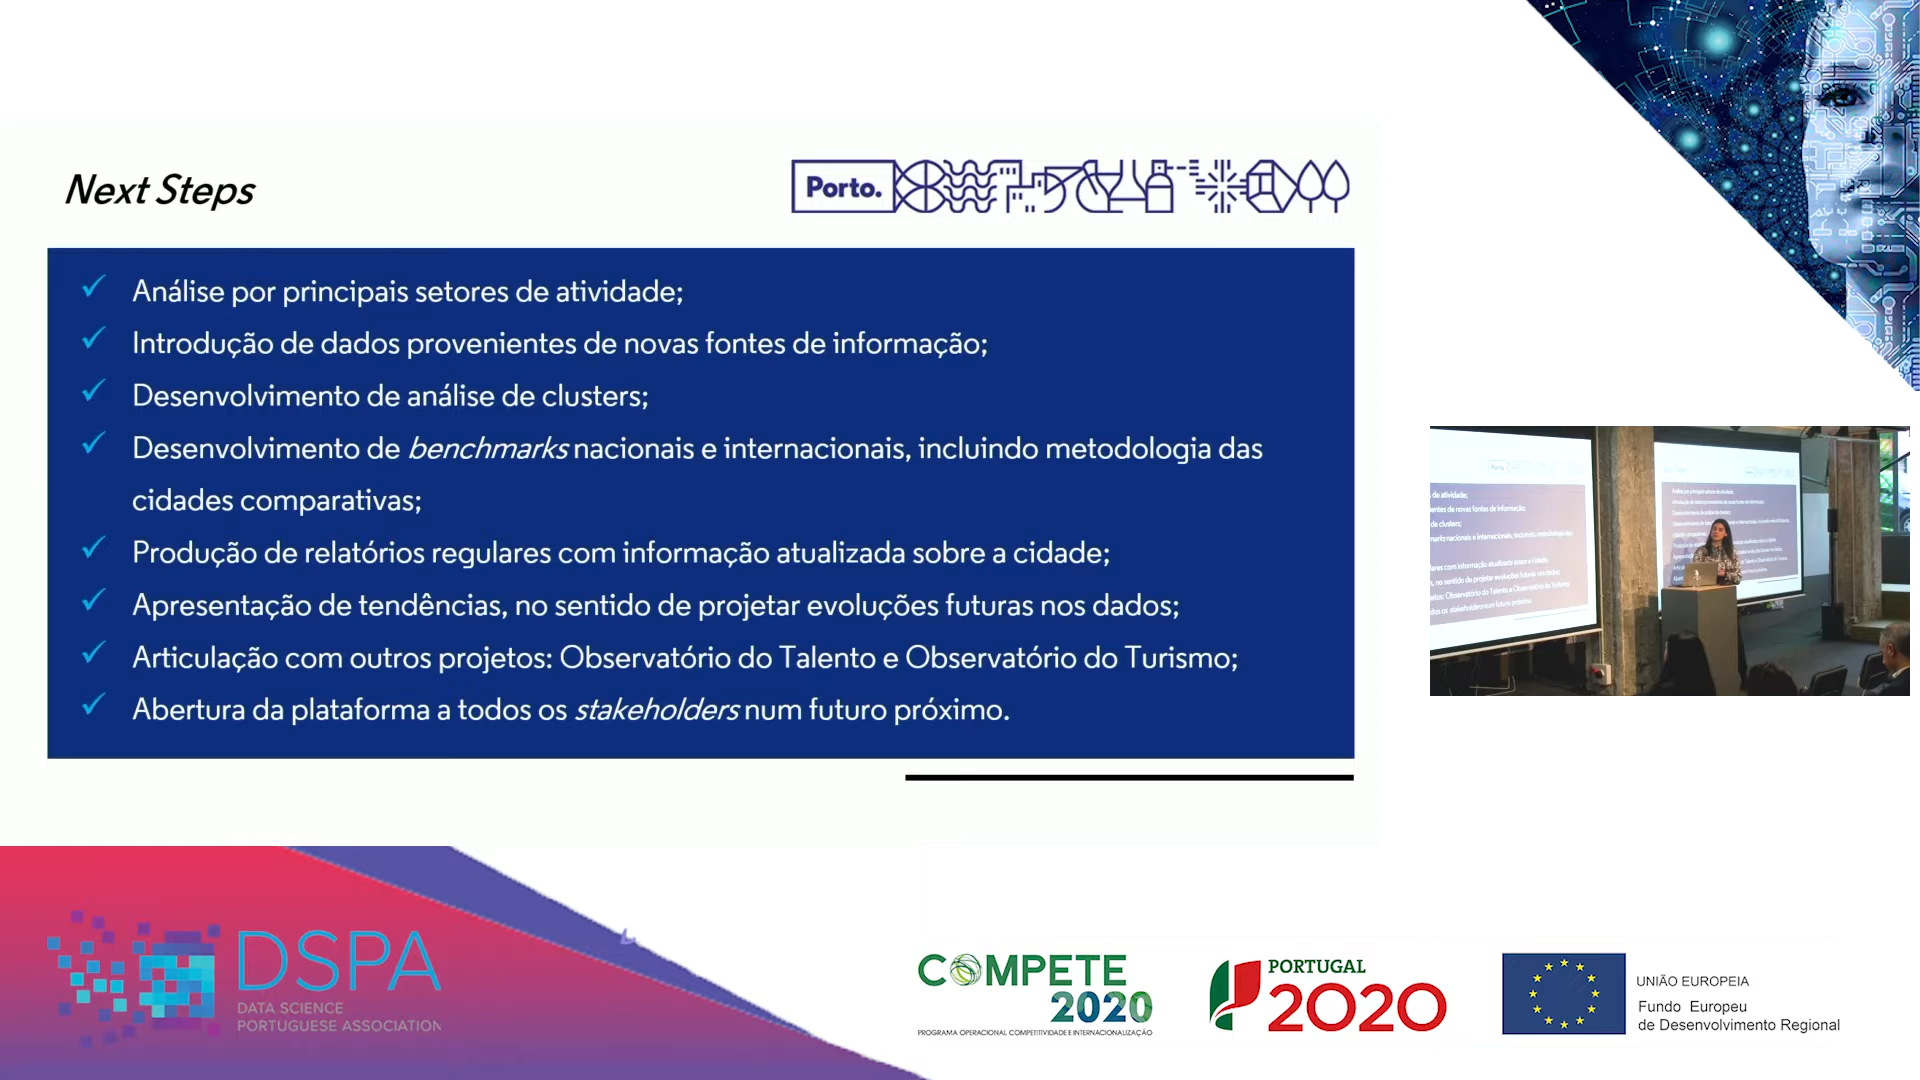 Next Steps
Porto.
Análise por principais setores de atividade;
Introdução de dados provenientes de novas fontes de informação;
Desenvolvimento de análise de clusters;
Desenvolvimento de benchmarks nacionais e internacionais, incluindo metodologia das
cidades comparativas;
Produção de relatórios regulares com informação atualizada sobre a cidade;
Apresentação de tendências, no sentido de projetar evoluções futuras nos dados;
Articulação com outros projetos: Observatório do Talento e Observatório do Turismo;
Abertura da plataforma a todos os stakeholders num futuro próximo.
DSPA
DATA SCIENCE
PORTUGUESE ASSOCIATION
COMPETE
2020
PROGRAMA OPERACIONAL COMPETITIVIDADE E INTERNACIONALIZAÇÃO
PORTUGAL
2020
UNIÃO EUROPEIA
Fundo Europeu
de Desenvolvimento Regional